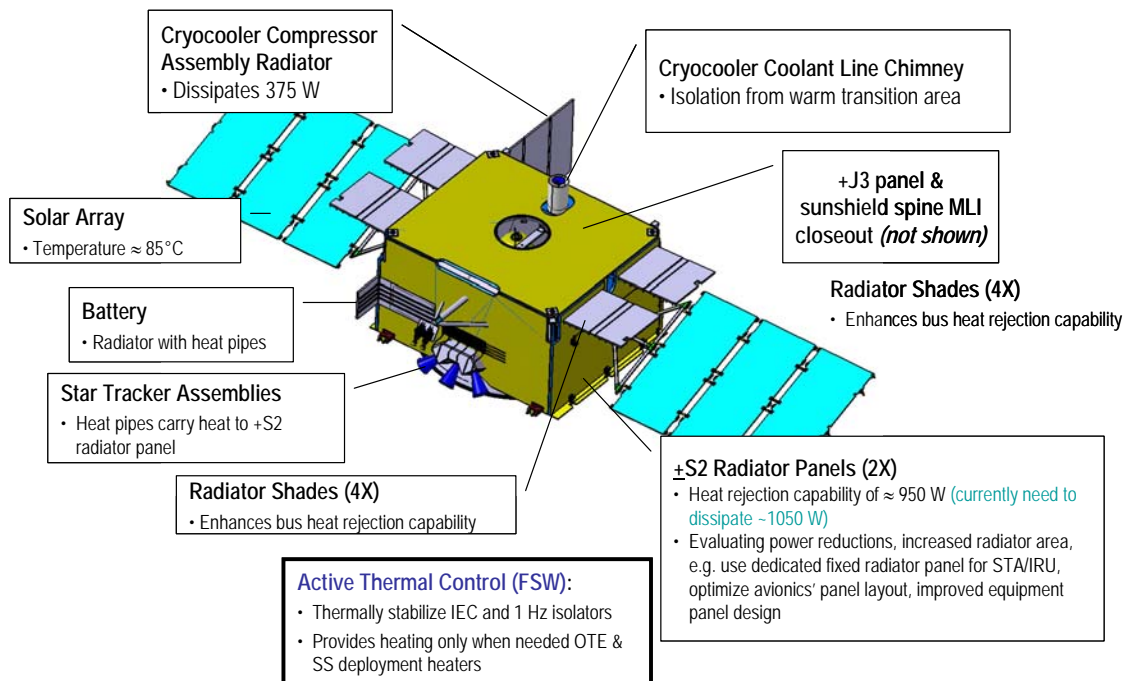 Cryocooler Compressor
Assembly Radiator
• Dissipates 375 W
Cryocooler Coolant Line Chimney
• Isolation from warm transition area
+J3 panel &
sunshield spine MLI
closeout (not shown)
Solar Array
• Temperature ≈ 85°C
Radiator Shades (4X)
• Enhances bus heat rejection capability
Battery
• Radiator with heat pipes
Star Tracker Assemblies
• Heat pipes carry heat to +S2
radiator panel
Radiator Shades (4X)
• Enhances bus heat rejection capability
+S2 Radiator Panels (2X)
• Heat rejection capability of ≈ 950 W (currently need to
dissipate ~1050 W)
• Evaluating power reductions, increased radiator area,
e.g. use dedicated fixed radiator panel for STA/IRU,
optimize avionics' panel layout, improved equipment
panel design
Active Thermal Control (FSW):
• Thermally stabilize IEC and 1 Hz isolators
• Provides heating only when needed OTE &
SS deployment heaters